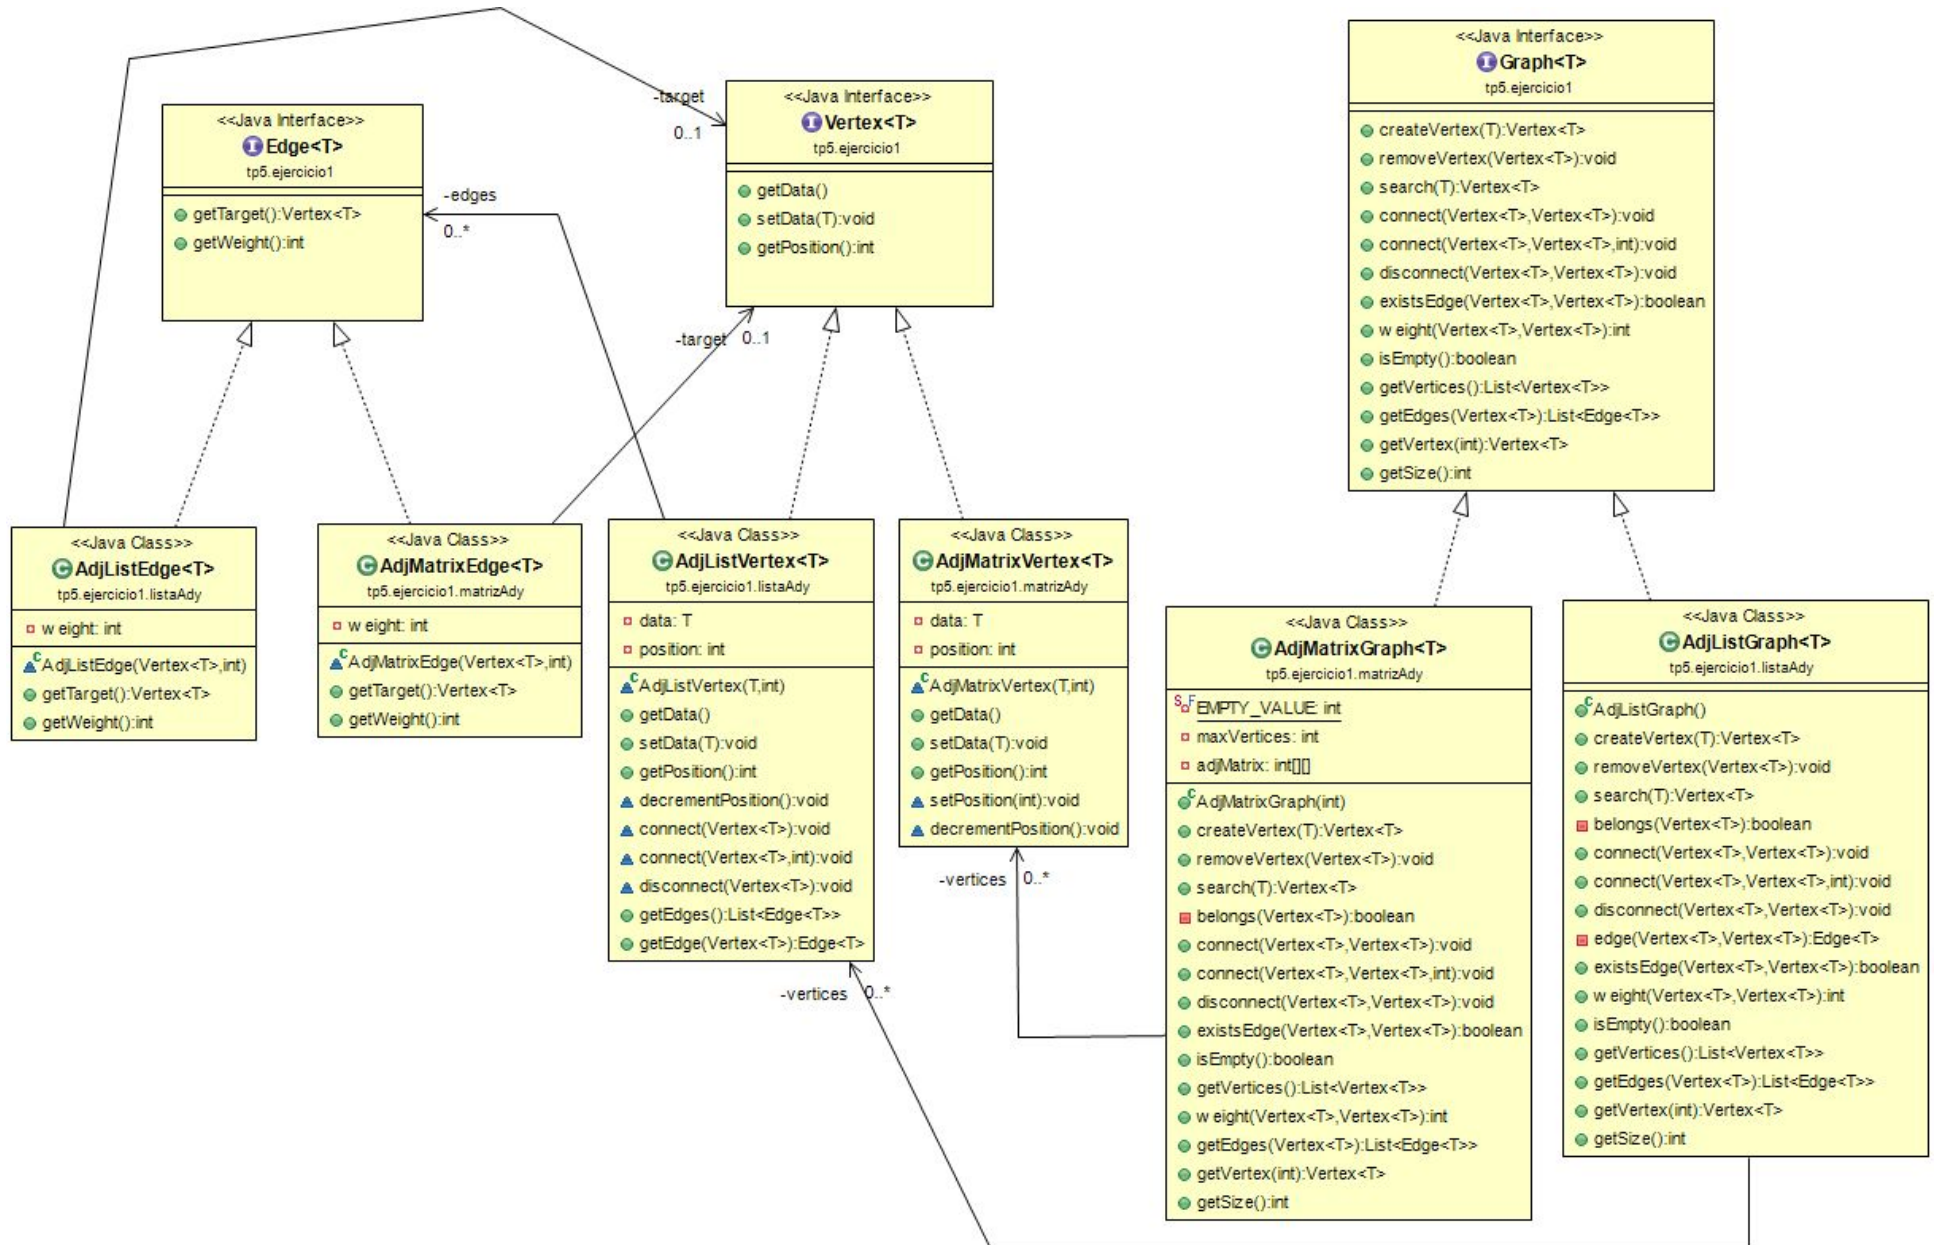 <<Java Interface>>
Edge<T>
tp5.ejercicio1
getTarget():Vertex<T>
getWeight():int
-edges
0..*
-target
0..1
<<Java Interface>>
Vertex<T>
tp5.ejercicio1
getData()
setData(T):void
getPosition():int
-target
0..1
<<Java Interface>>
Graph<T>
tp5.ejercicio1
createVertex(T):Vertex<T>
removeVertex(Vertex<T>):void
search(T):Vertex<T>
connect(Vertex<T>,Vertex<T>):void
connect(Vertex<T>,Vertex<T>,int):void
disconnect(Vertex<T>,Vertex<T>):void
existsEdge(Vertex<T>,Vertex<T>):boolean
weight(Vertex<T>,Vertex<T>):int
isEmpty():boolean
getVertices():List<Vertex<T>>
getEdges(Vertex<T>):List<Edge<T>>
getVertex(int):Vertex<T>
getSize():int
<<Java Class>>
AdjListEdge<T>
tp5.ejercicio1.listaAdy
weight: int
AdjListEdge(Vertex<T>,int)
getTarget():Vertex<T>
getWeight():int
<<Java Class>>
AdjMatrixEdge<T>
tp5.ejercicio1.matrizAdy
weight: int
AdjMatrixEdge(Vertex<T>,int)
getTarget():Vertex<T>
getWeight():int
<<Java Class>>
AdjListVertex<T>
tp5.ejercicio1.listaAdy
data: T
position: int
AdjListVertex(T,int)
getData()
setData(T):void
getPosition():int
decrementPosition():void
connect(Vertex<T>):void
connect(Vertex<T>,int):void
disconnect(Vertex<T>):void
getEdges():List<Edge<T>>
getEdge(Vertex<T>):Edge<T>
-vertices
0..*
<<Java Class>>
AdjMatrixVertex<T>
tp5.ejercicio1.matrizAdy
data: T
position: int
AdjMatrixVertex(T,int)
getData()
setData(T):void
getPosition():int
setPosition(int):void
decrementPosition():void
-vertices
0..*
<<Java Class>>
AdjMatrixGraph<T>
tp5.ejercicio1.matrizAdy
EMPTY_VALUE: int
maxVertices: int
adjMatrix: int[][]
AdjMatrixGraph(int)
createVertex(T):Vertex<T>
removeVertex(Vertex<T>):void
search(T):Vertex<T>
belongs(Vertex<T>):boolean
connect(Vertex<T>,Vertex<T>):void
connect(Vertex<T>,Vertex<T>,int):void
disconnect(Vertex<T>,Vertex<T>):void
existsEdge(Vertex<T>,Vertex<T>):boolean
isEmpty():boolean
getVertices():List<Vertex<T>>
weight(Vertex<T>,Vertex<T>):int
getEdges(Vertex<T>):List<Edge<T>>
getVertex(int):Vertex<T>
getSize():int
<<Java Class>>
AdjListGraph<T>
tp5.ejercicio1.listaAdy
AdjListGraph()
createVertex(T):Vertex<T>
removeVertex(Vertex<T>):void
search(T):Vertex<T>
belongs(Vertex<T>):boolean
connect(Vertex<T>,Vertex<T>):void
connect(Vertex<T>,Vertex<T>,int):void
disconnect(Vertex<T>,Vertex<T>):void
edge(Vertex<T>,Vertex<T>):Edge<T>
existsEdge(Vertex<T>,Vertex<T>):boolean
weight(Vertex<T>,Vertex<T>):int
isEmpty():boolean
getVertices():List<Vertex<T>>
getEdges(Vertex<T>):List<Edge<T>>
getVertex(int):Vertex<T>
getSize():int